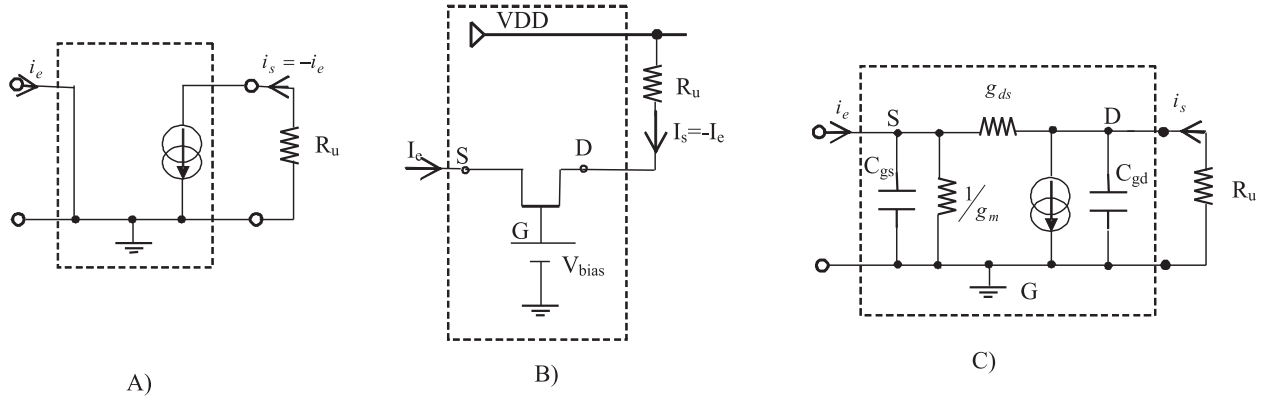 i_e
i_s = -i_e
R_u
A)
VDD
R_u
I_s=-I_e
I_e
S
D
G
V_bias
B)
g_ds
i_e
S
D
i_s
C_gs
1/g_m
C_gd
R_u
G
C)